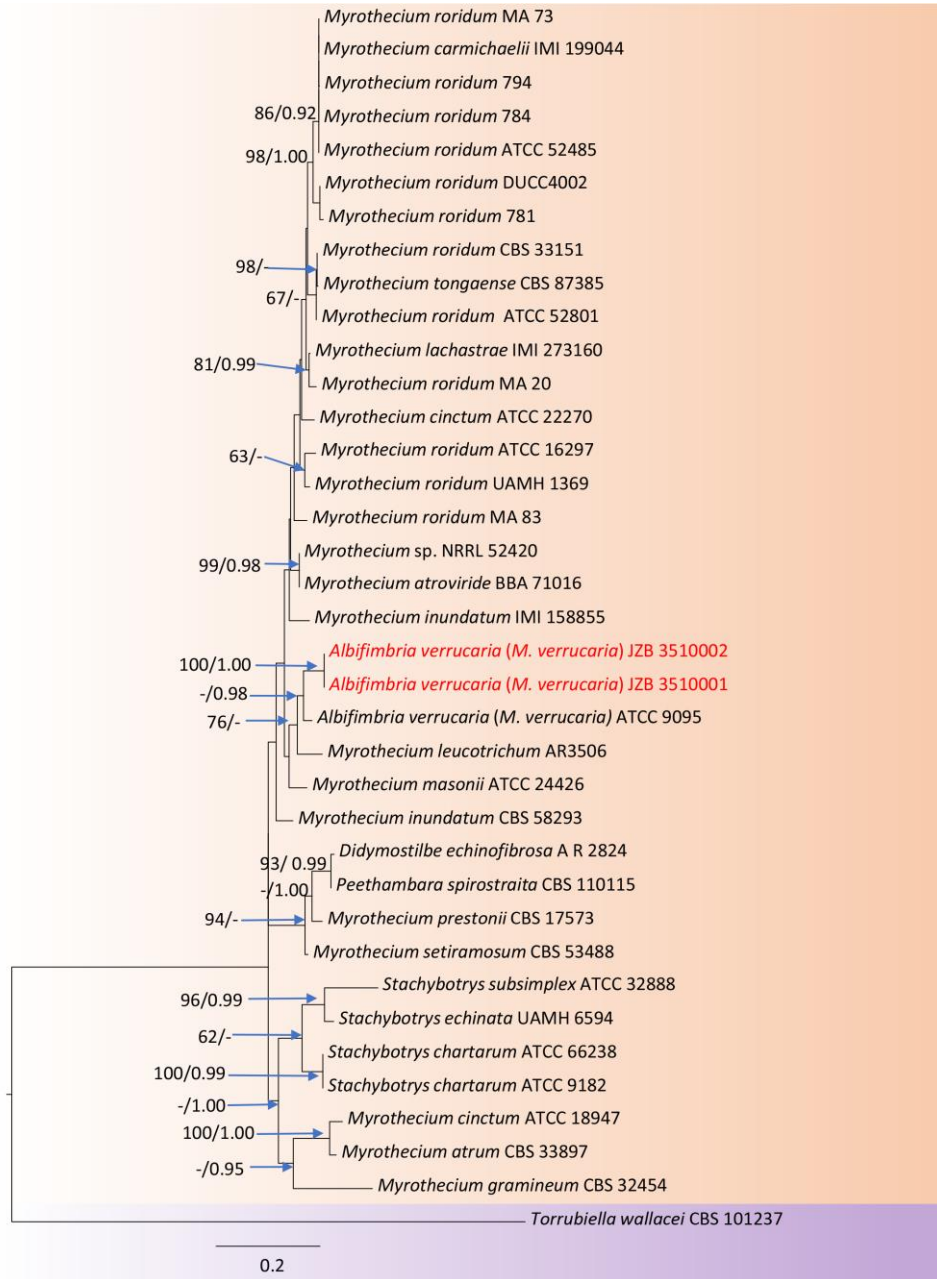 Myrothecium roridum MA 73
Myrothecium carmichaelii IMI 199044
Myrothecium roridum 794
86/0.92
Myrothecium roridum 784
98/1.00
Myrothecium roridum ATCC 52485
Myrothecium roridum DUCC4002
Myrothecium roridum 781
Myrothecium roridum CBS 33151
98/-
Myrothecium tongaense CBS 87385
67/-
Myrothecium roridum ATCC 52801
Myrothecium lachastrae IMI 273160
81/0.99
Myrothecium roridum MA 20
Myrothecium cinctum ATCC 22270
Myrothecium roridum ATCC 16297
63/-
Myrothecium roridum UAMH 1369
Myrothecium roridum MA 83
Myrothecium sp. NRRL 52420
99/0.98
Myrothecium atroviride BBA 71016
Myrothecium inundatum IMI 158855
Albifimbria verrucaria (M. verrucaria) JZB 3510002
100/1.00
Albifimbria verrucaria (M. verrucaria) JZB 3510001
-/0.98
76/-
Albifimbria verrucaria (M. verrucaria) ATCC 9095
Myrothecium leucotrichum AR3506
Myrothecium masonii ATCC 24426
Myrothecium inundatum CBS 58293
Didymostilbe echinofibrosa A R 2824
93/ 0.99
Peethambara spirostraita CBS 110115
-/1.00
94/-
Myrothecium prestonii CBS 17573
Myrothecium setiramosum CBS 53488
Stachybotrys subsimplex ATCC 32888
96/0.99
Stachybotrys echinata UAMH 6594
62/-
Stachybotrys chartarum ATCC 66238
100/0.99
Stachybotrys chartarum ATCC 9182
-/1.00
Myrothecium cinctum ATCC 18947
100/1.00
Myrothecium atrum CBS 33897
-/0.95
Myrothecium gramineum CBS 32454
Torrubiella wallacei CBS 101237
0.2